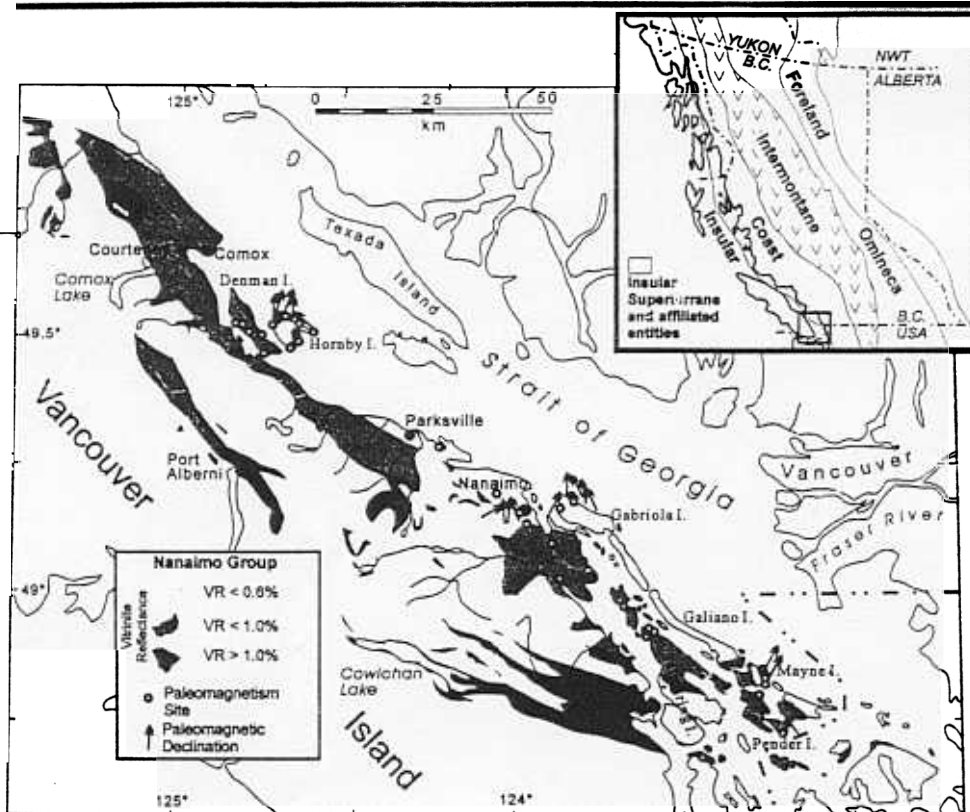 YUKON
B.C.
NWT
ALBERTA
Foreland
Intermontane
Omineca
Coast
Insular
Insular
and affiliated
entities
B.C.
USA
125°
0 25 50
km
Texada
Island
Comox
Comox
Lake
Denman I.
49.5°
Hornby I.
Strait of Georgia
Vancouver
Parksville
Port
Alberni
Nanaimo
Vancouver
Gabriola I.
Fraser River
Nanaimo Group
Vitrinite
Reflectance
VR < 0.6%
VR < 1.0%
VR > 1.0%
Paleomagnetism
Site
Paleomagnetic
Declination
49°
Galiano I.
Cowichan
Lake
Mayne I.
Island
Pender I.
125°
124°